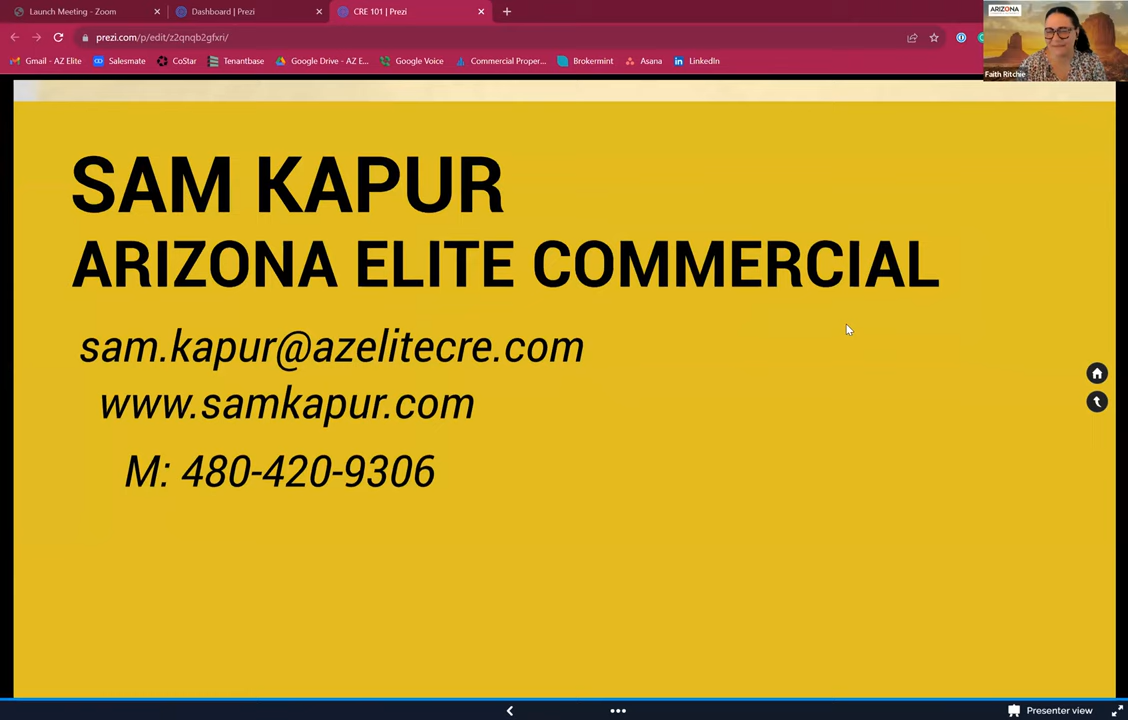 Launch Meeting - Zoom
Dashboard | Prezi
CRE 101 | Prezi
prezi.com/p/edit/z2qnqb2gfxri/
Gmail - AZ Elite
Salesmate
CoStar
Tenantbase
Google Drive - AZ E...
Google Voice
Commercial Proper...
Brokermint
Asana
LinkedIn
ARIZONA
Faith Ritchie
SAM KAPUR
ARIZONA ELITE COMMERCIAL
sam.kapur@azelitecre.com
www.samkapur.com
M: 480-420-9306
Presenter view